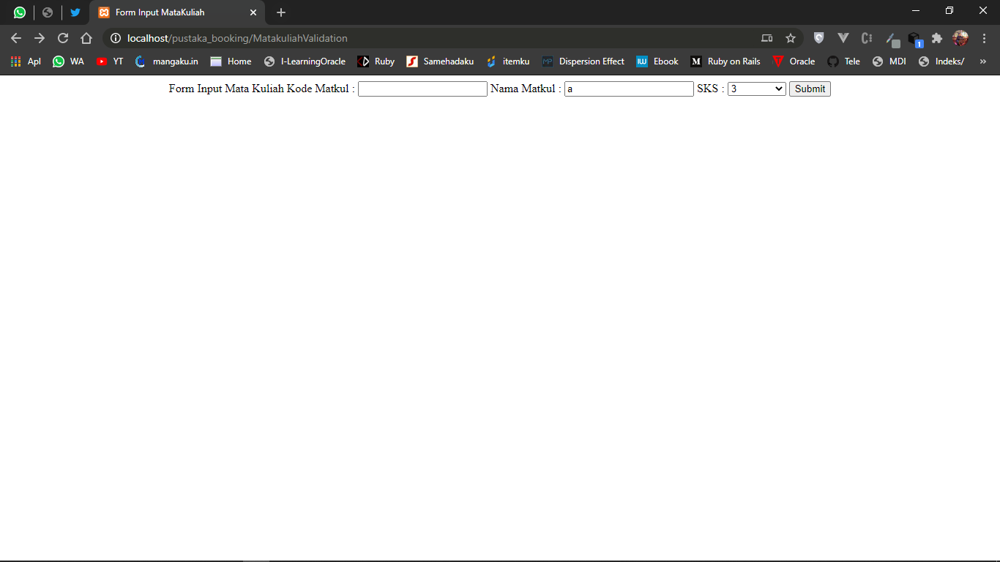 Form Input MataKuliah
localhost/pustaka_booking/MatakuliahValidation
Apl WA YT mangaku.in Home I-LearningOracle Ruby Samehadaku itemku MP Dispersion Effect Ebook M Ruby on Rails Oracle Tele MDI Indeks/ »
Form Input Mata Kuliah Kode Matkul : Nama Matkul : a SKS : 3 Submit